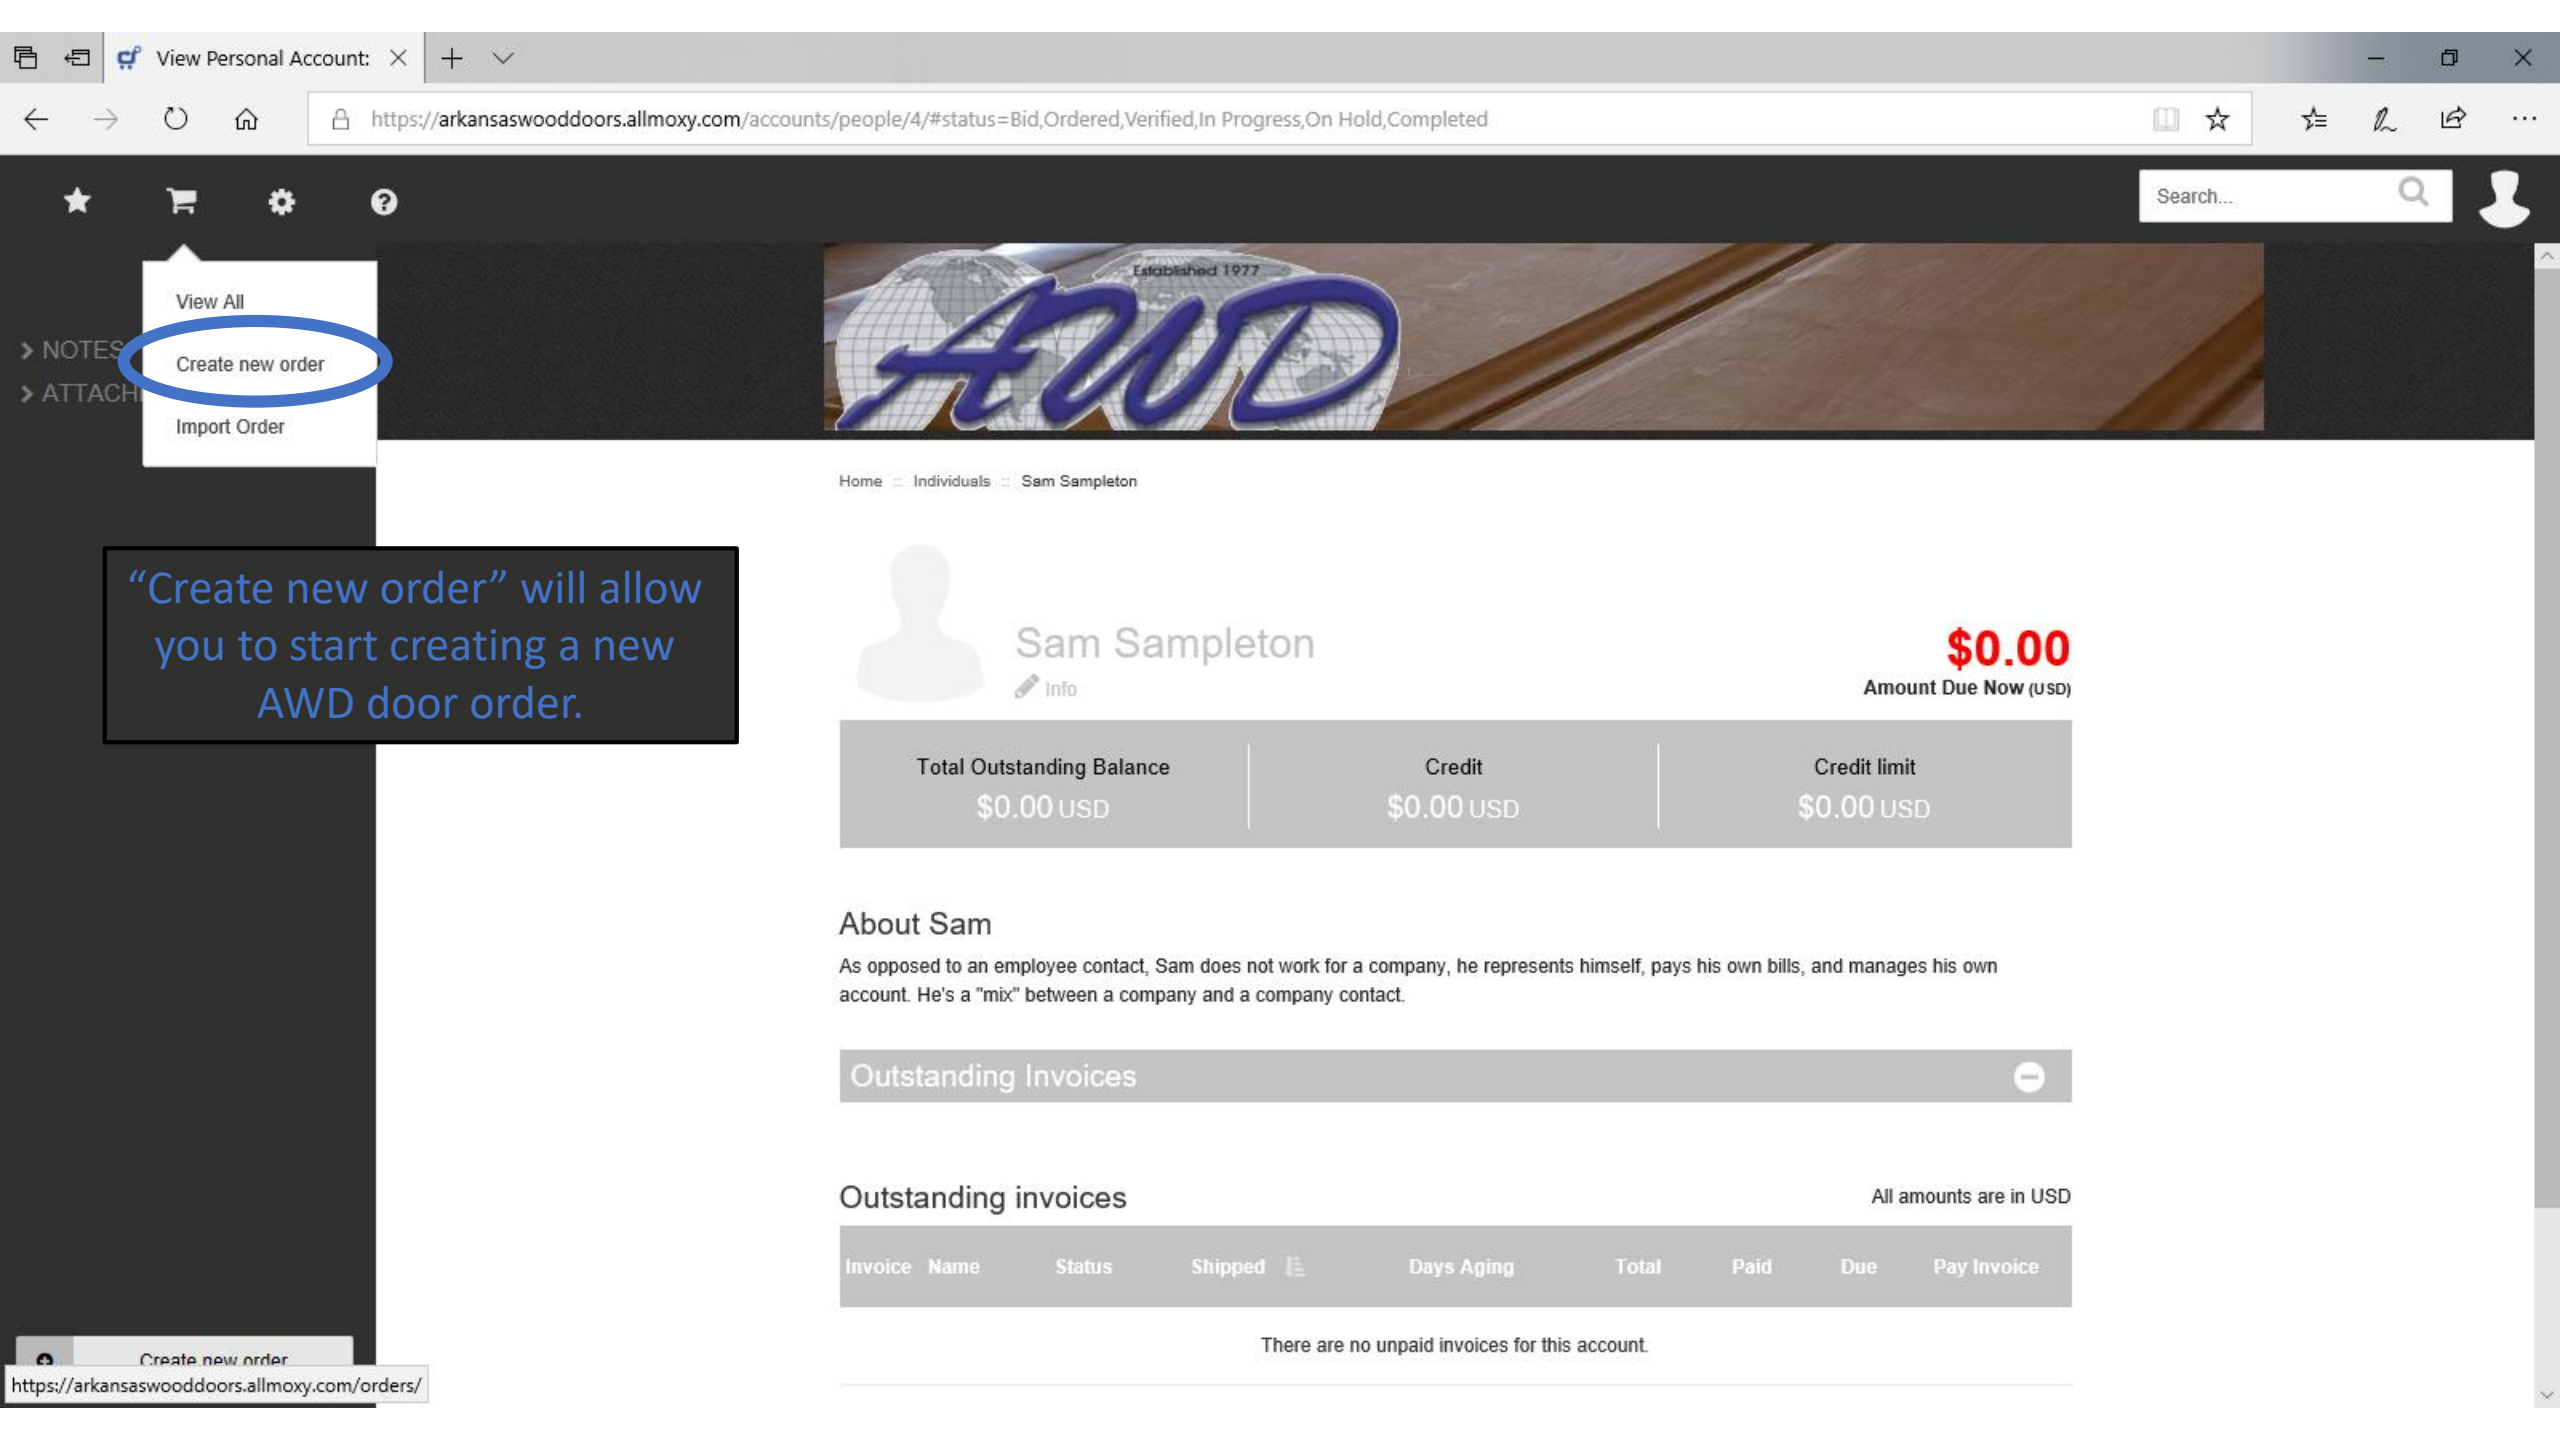 View Personal Account:
https://arkansaswooddoors.allmoxy.com/accounts/people/4/#status=Bid,Ordered,Verified,In Progress,On Hold,Completed
Search...
Established 1977
AWD
View All
> NOTES
Create new order
> ATTACH
Import Order
Home :: Individuals :: Sam Sampleton
“Create new order” will allow
you to start creating a new
AWD door order.
Sam Sampleton
Info
$0.00
Amount Due Now (USD)
Total Outstanding Balance
$0.00 USD
Credit
$0.00 USD
Credit limit
$0.00 USD
About Sam
As opposed to an employee contact, Sam does not work for a company, he represents himself, pays his own bills, and manages his own
account. He's a "mix" between a company and a company contact.
Outstanding Invoices
Outstanding invoices
All amounts are in USD
Invoice Name Status Shipped Days Aging Total Paid Due Pay Invoice
There are no unpaid invoices for this account.
Create new order
https://arkansaswooddoors.allmoxy.com/orders/